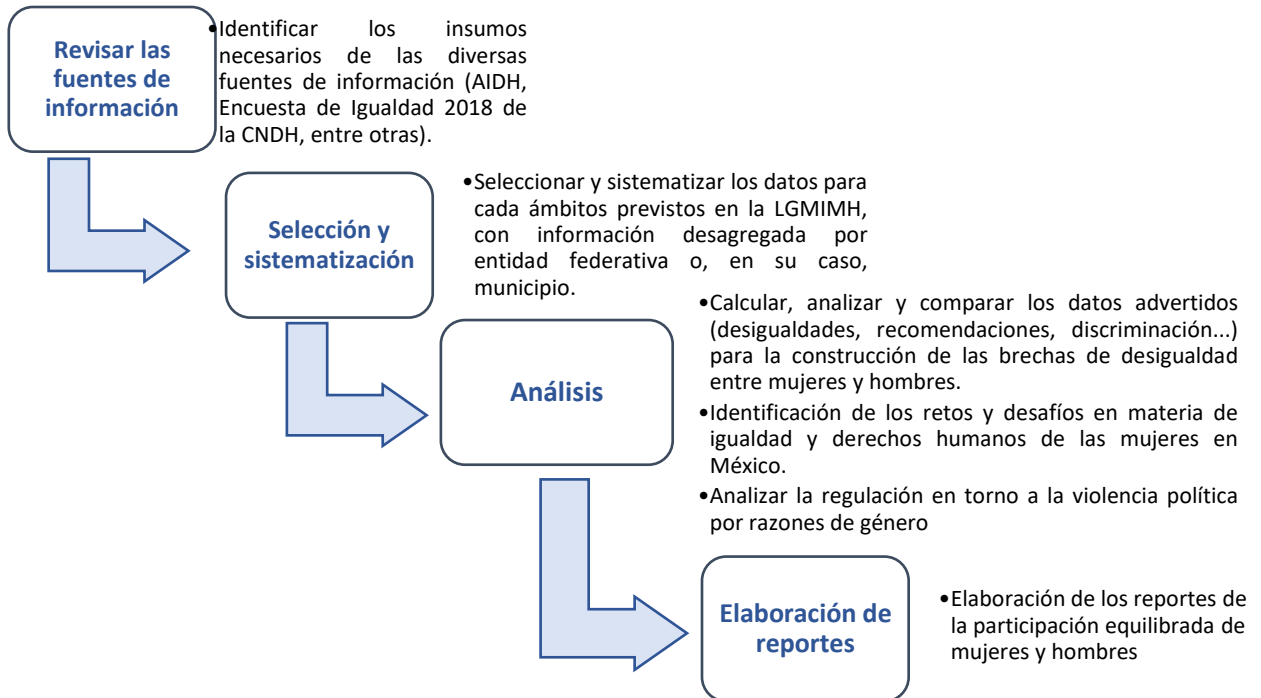 Revisar las
fuentes de
información
•Identificar los insumos
necesarios de las diversas
fuentes de información (AIDH,
Encuesta de Igualdad 2018 de
la CNDH, entre otras).
Selección y
sistematización
•Seleccionar y sistematizar los datos para
cada ámbitos previstos en la LGMIMH,
con información desagregada por
entidad federativa o, en su caso,
municipio.
Análisis
•Calcular, analizar y comparar los datos advertidos
(desigualdades, recomendaciones, discriminación...)
para la construcción de las brechas de desigualdad
entre mujeres y hombres.
•Identificación de los retos y desafíos en materia de
igualdad y derechos humanos de las mujeres en
México.
•Analizar la regulación en torno a la violencia política
por razones de género
Elaboración de
reportes
•Elaboración de los reportes de
la participación equilibrada de
mujeres y hombres